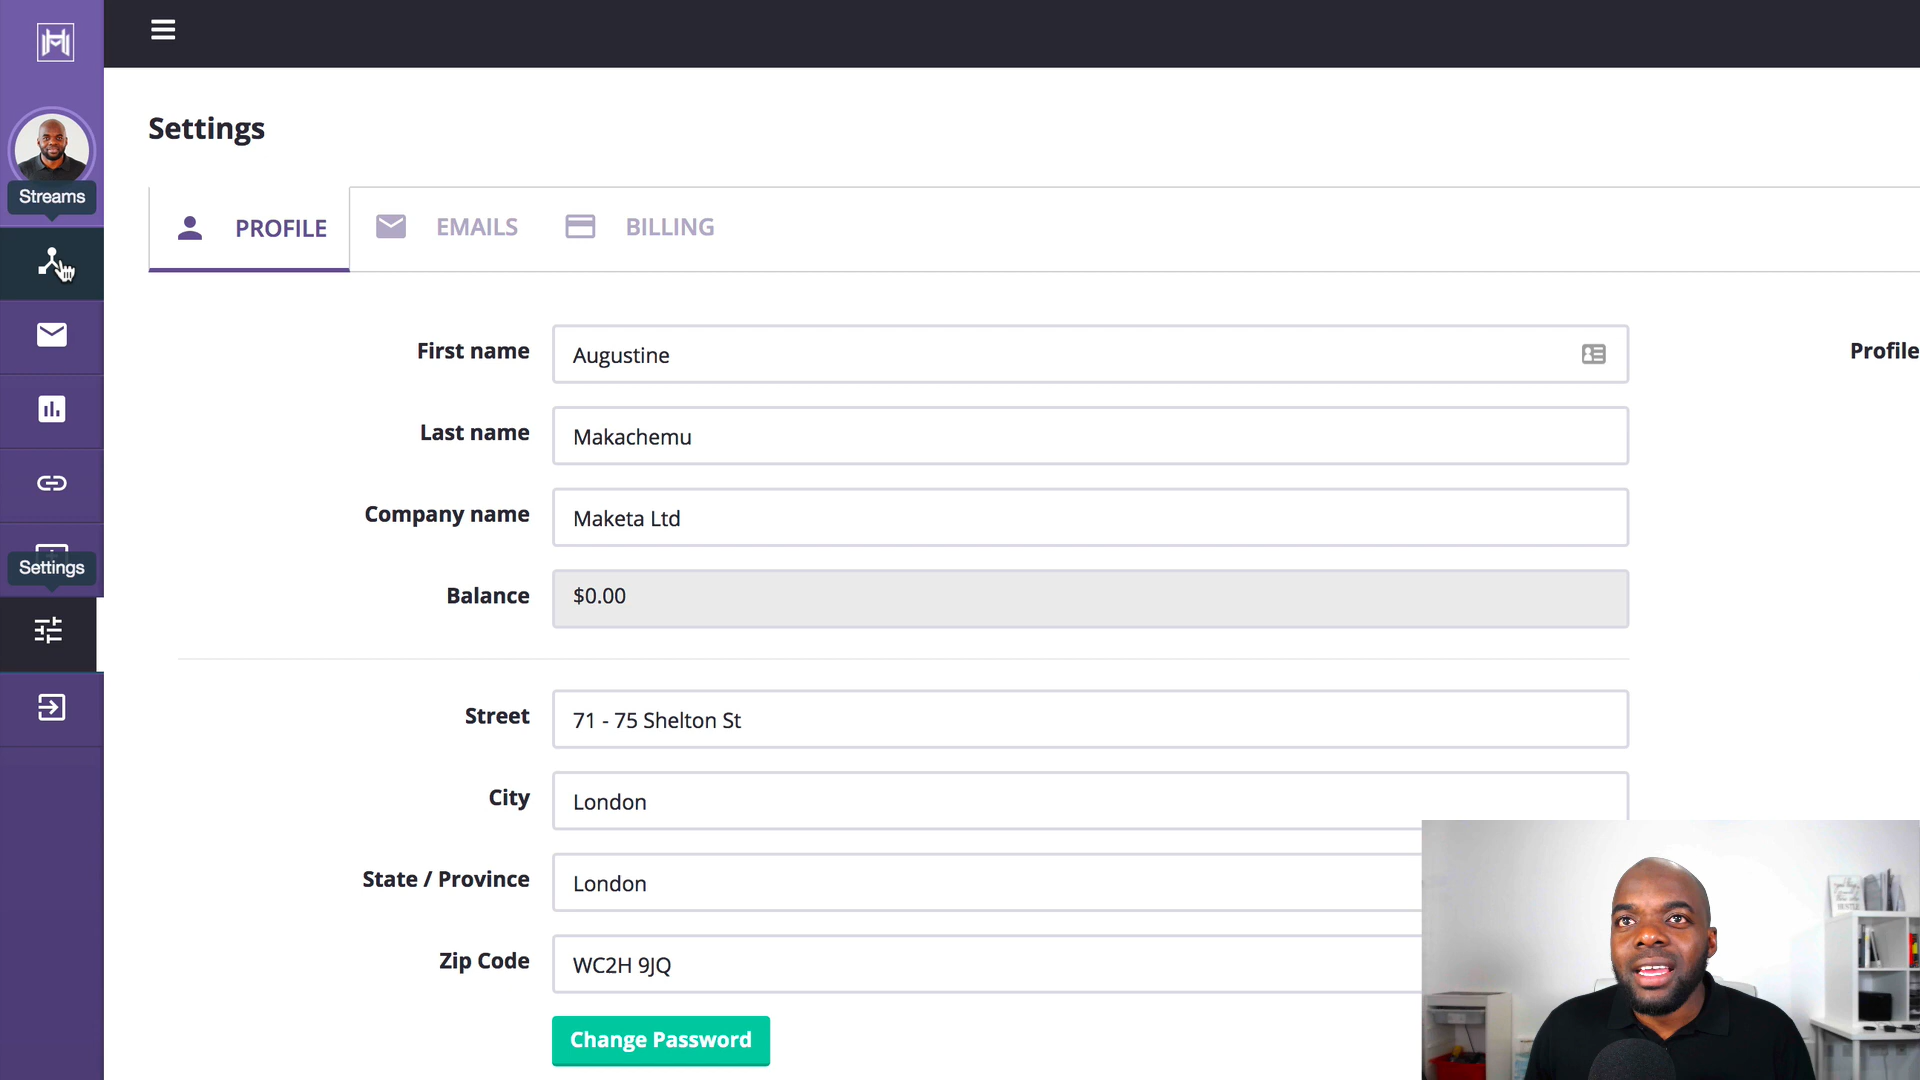 Settings
Streams
PROFILE
EMAILS
BILLING
First name
Augustine
Profile
Last name
Makachemu
Company name
Maketa Ltd
Settings
Balance
$0.00
Street
71 - 75 Shelton St
City
London
State / Province
London
Zip Code
WC2H 9JQ
Change Password